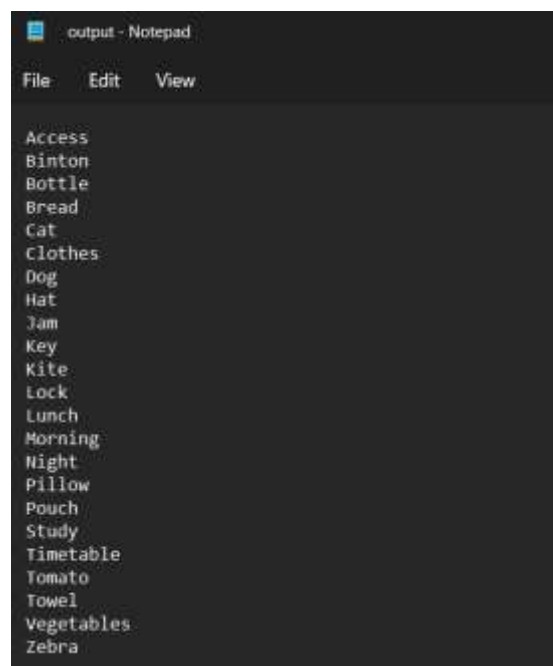 output - Notepad
File Edit View
Access
Binton
Bottle
Bread
Cat
Clothes
Dog
Hat
Jam
Key
Kite
Lock
Lunch
Morning
Night
Pillow
Pouch
Study
Timetable
Tomato
Towel
Vegetables
Zebra